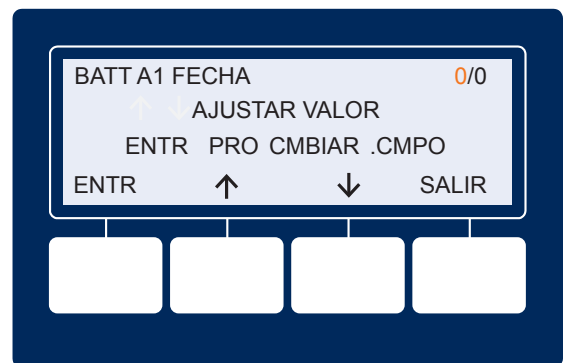 BATT A1 FECHA 0/0
↑ ↓ AJUSTAR VALOR
ENTR PRO CMBIAR .CMPO
ENTR ↑ ↓ SALIR